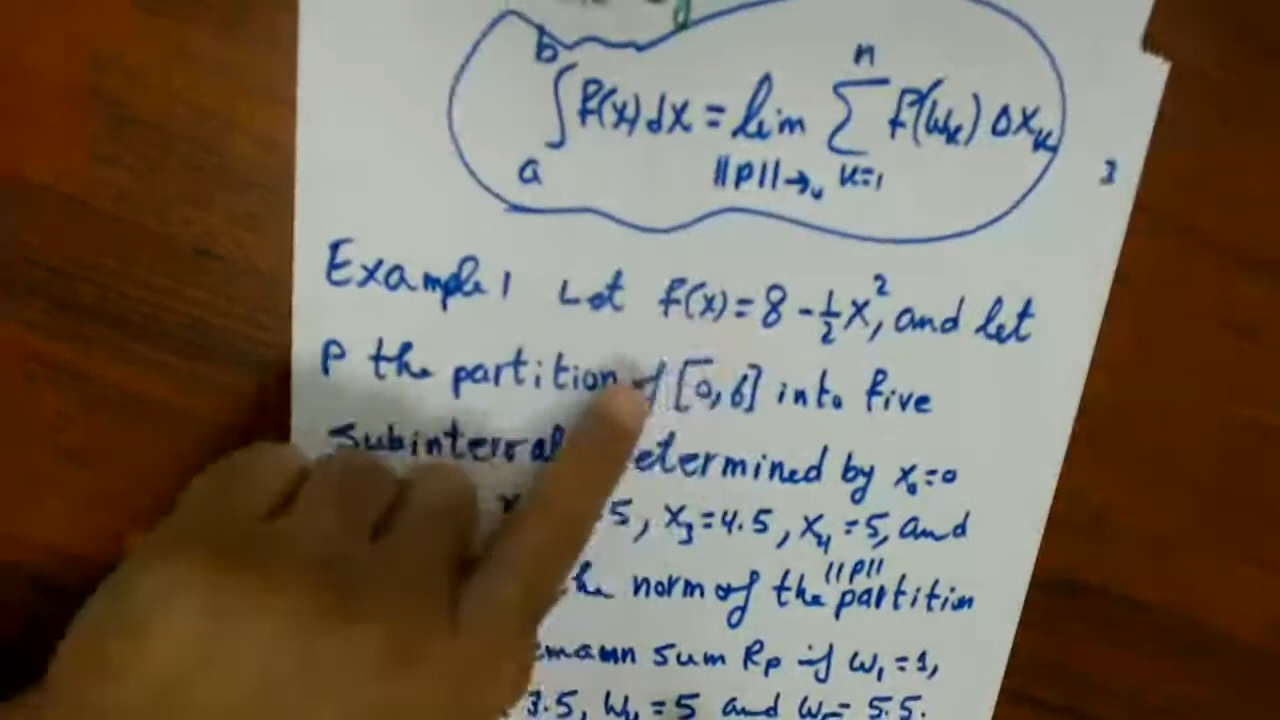 b
∫ f(x) dx = lim Σ f(wₖ) Δxₖ
a ||P||→0 k=1 n
3
Example 1 Let f(x) = 8 - ½x², and let
P the partition of [0,6] into five
subinterval determined by x₀=0
5, x₃=4.5, x₄=5, and
||P||
the norm of the partition
emann sum Rp if w₁=1,
3.5, w₄=5 and w₅=5.5.